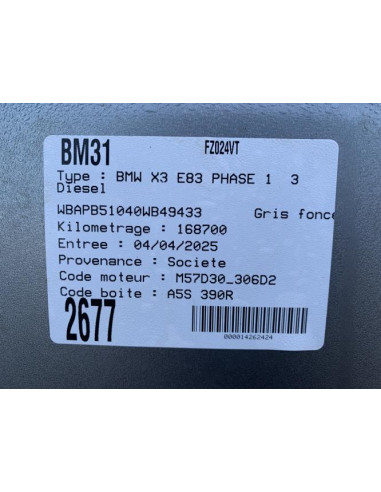 BM31 FZ024VT
Type : BMW X3 E83 PHASE 1 3
Diesel
WBAPB51040WB49433 Gris fonce
Kilometrage : 168700
Entree : 04/04/2025
Provenance : Societe
Code moteur : M57D30_306D2
Code boite : A5S 390R
2677
000014262424